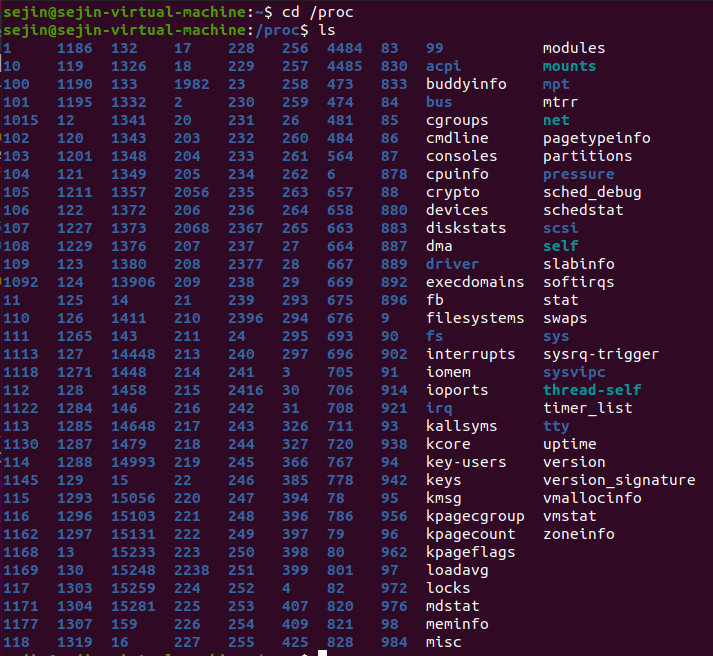 sejin@sejin-virtual-machine:~$ cd /proc
sejin@sejin-virtual-machine:/proc$ ls
1 1186 132 17 228 256 4484 83 99 modules
10 119 1326 18 229 257 4485 830 acpi mounts
100 1190 133 1982 23 258 473 833 buddyinfo mpt
101 1195 1332 2 230 259 474 84 bus mtrr
1015 12 1341 20 231 26 481 85 cgroups net
102 120 1343 203 232 260 484 86 cmdline pagetypeinfo
103 1201 1348 204 233 261 564 87 consoles partitions
104 121 1349 205 234 262 6 878 cpuinfo pressure
105 1211 1357 2056 235 263 657 88 crypto sched_debug
106 122 1372 206 236 264 658 880 devices schedstat
107 1227 1373 2068 2367 265 663 883 diskstats scsi
108 1229 1376 207 237 27 664 887 dma self
109 123 1380 208 2377 28 667 889 driver slabinfo
1092 124 13906 209 238 29 669 892 execdomains softirqs
11 125 14 21 239 293 675 896 fb stat
110 126 1411 210 2396 294 676 9 filesystems swaps
111 1265 143 211 24 295 693 90 fs sys
1113 127 14448 213 240 297 696 902 interrupts sysrq-trigger
1118 1271 1448 214 241 3 705 91 iomem sysvipc
112 128 1458 215 2416 30 706 914 ioports thread-self
1122 1284 146 216 242 31 708 921 irq timer_list
113 1285 14648 217 243 326 711 93 kallsyms tty
1130 1287 1479 218 244 327 720 938 kcore uptime
114 1288 14993 219 245 366 767 94 key-users version
1145 129 15 22 246 385 778 942 keys version_signature
115 1293 15056 220 247 394 78 95 kmsg vmallocinfo
116 1296 15103 221 248 396 786 956 kpagecgroup vmstat
1162 1297 15131 222 249 397 79 96 kpagecount zoneinfo
1168 13 15233 223 250 398 80 962 kpageflags
1169 130 15248 2238 251 399 801 97 loadavg
117 1303 15259 224 252 4 82 972 locks
1171 1304 15281 225 253 407 820 976 mdstat
1177 1307 159 226 254 409 821 98 meminfo
118 1319 16 227 255 425 828 984 misc